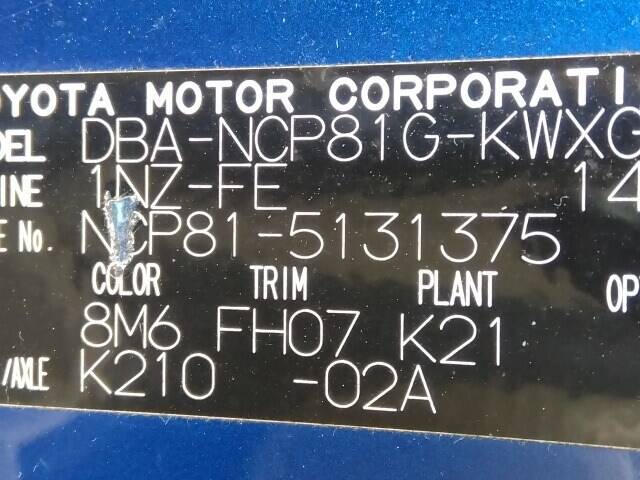 OYOTA MOTOR CORPORATI
DEL DBA-NCP81G-KWXC
INE 1NZ-FE 14
E No. NCP81-5131375
COLOR TRIM PLANT OP
8M6 FH07 K21
/AXLE K210 -02A